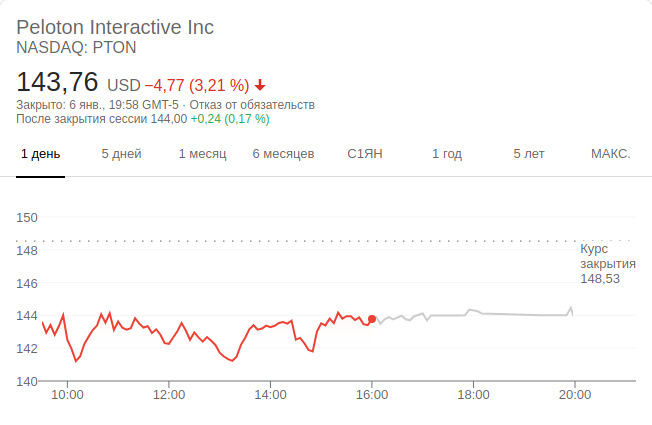 Peloton Interactive Inc
NASDAQ: PTON
143,76 USD −4,77 (3,21 %)
Закрыто: 6 янв., 19:58 GMT-5 · Отказ от обязательств
После закрытия сессии 144,00 +0,24 (0,17 %)
1 день 5 дней 1 месяц 6 месяцев С1ЯН 1 год 5 лет МАКС.
150
148
146
144
142
140
Курс
закрытия
148,53
10:00 12:00 14:00 16:00 18:00 20:00